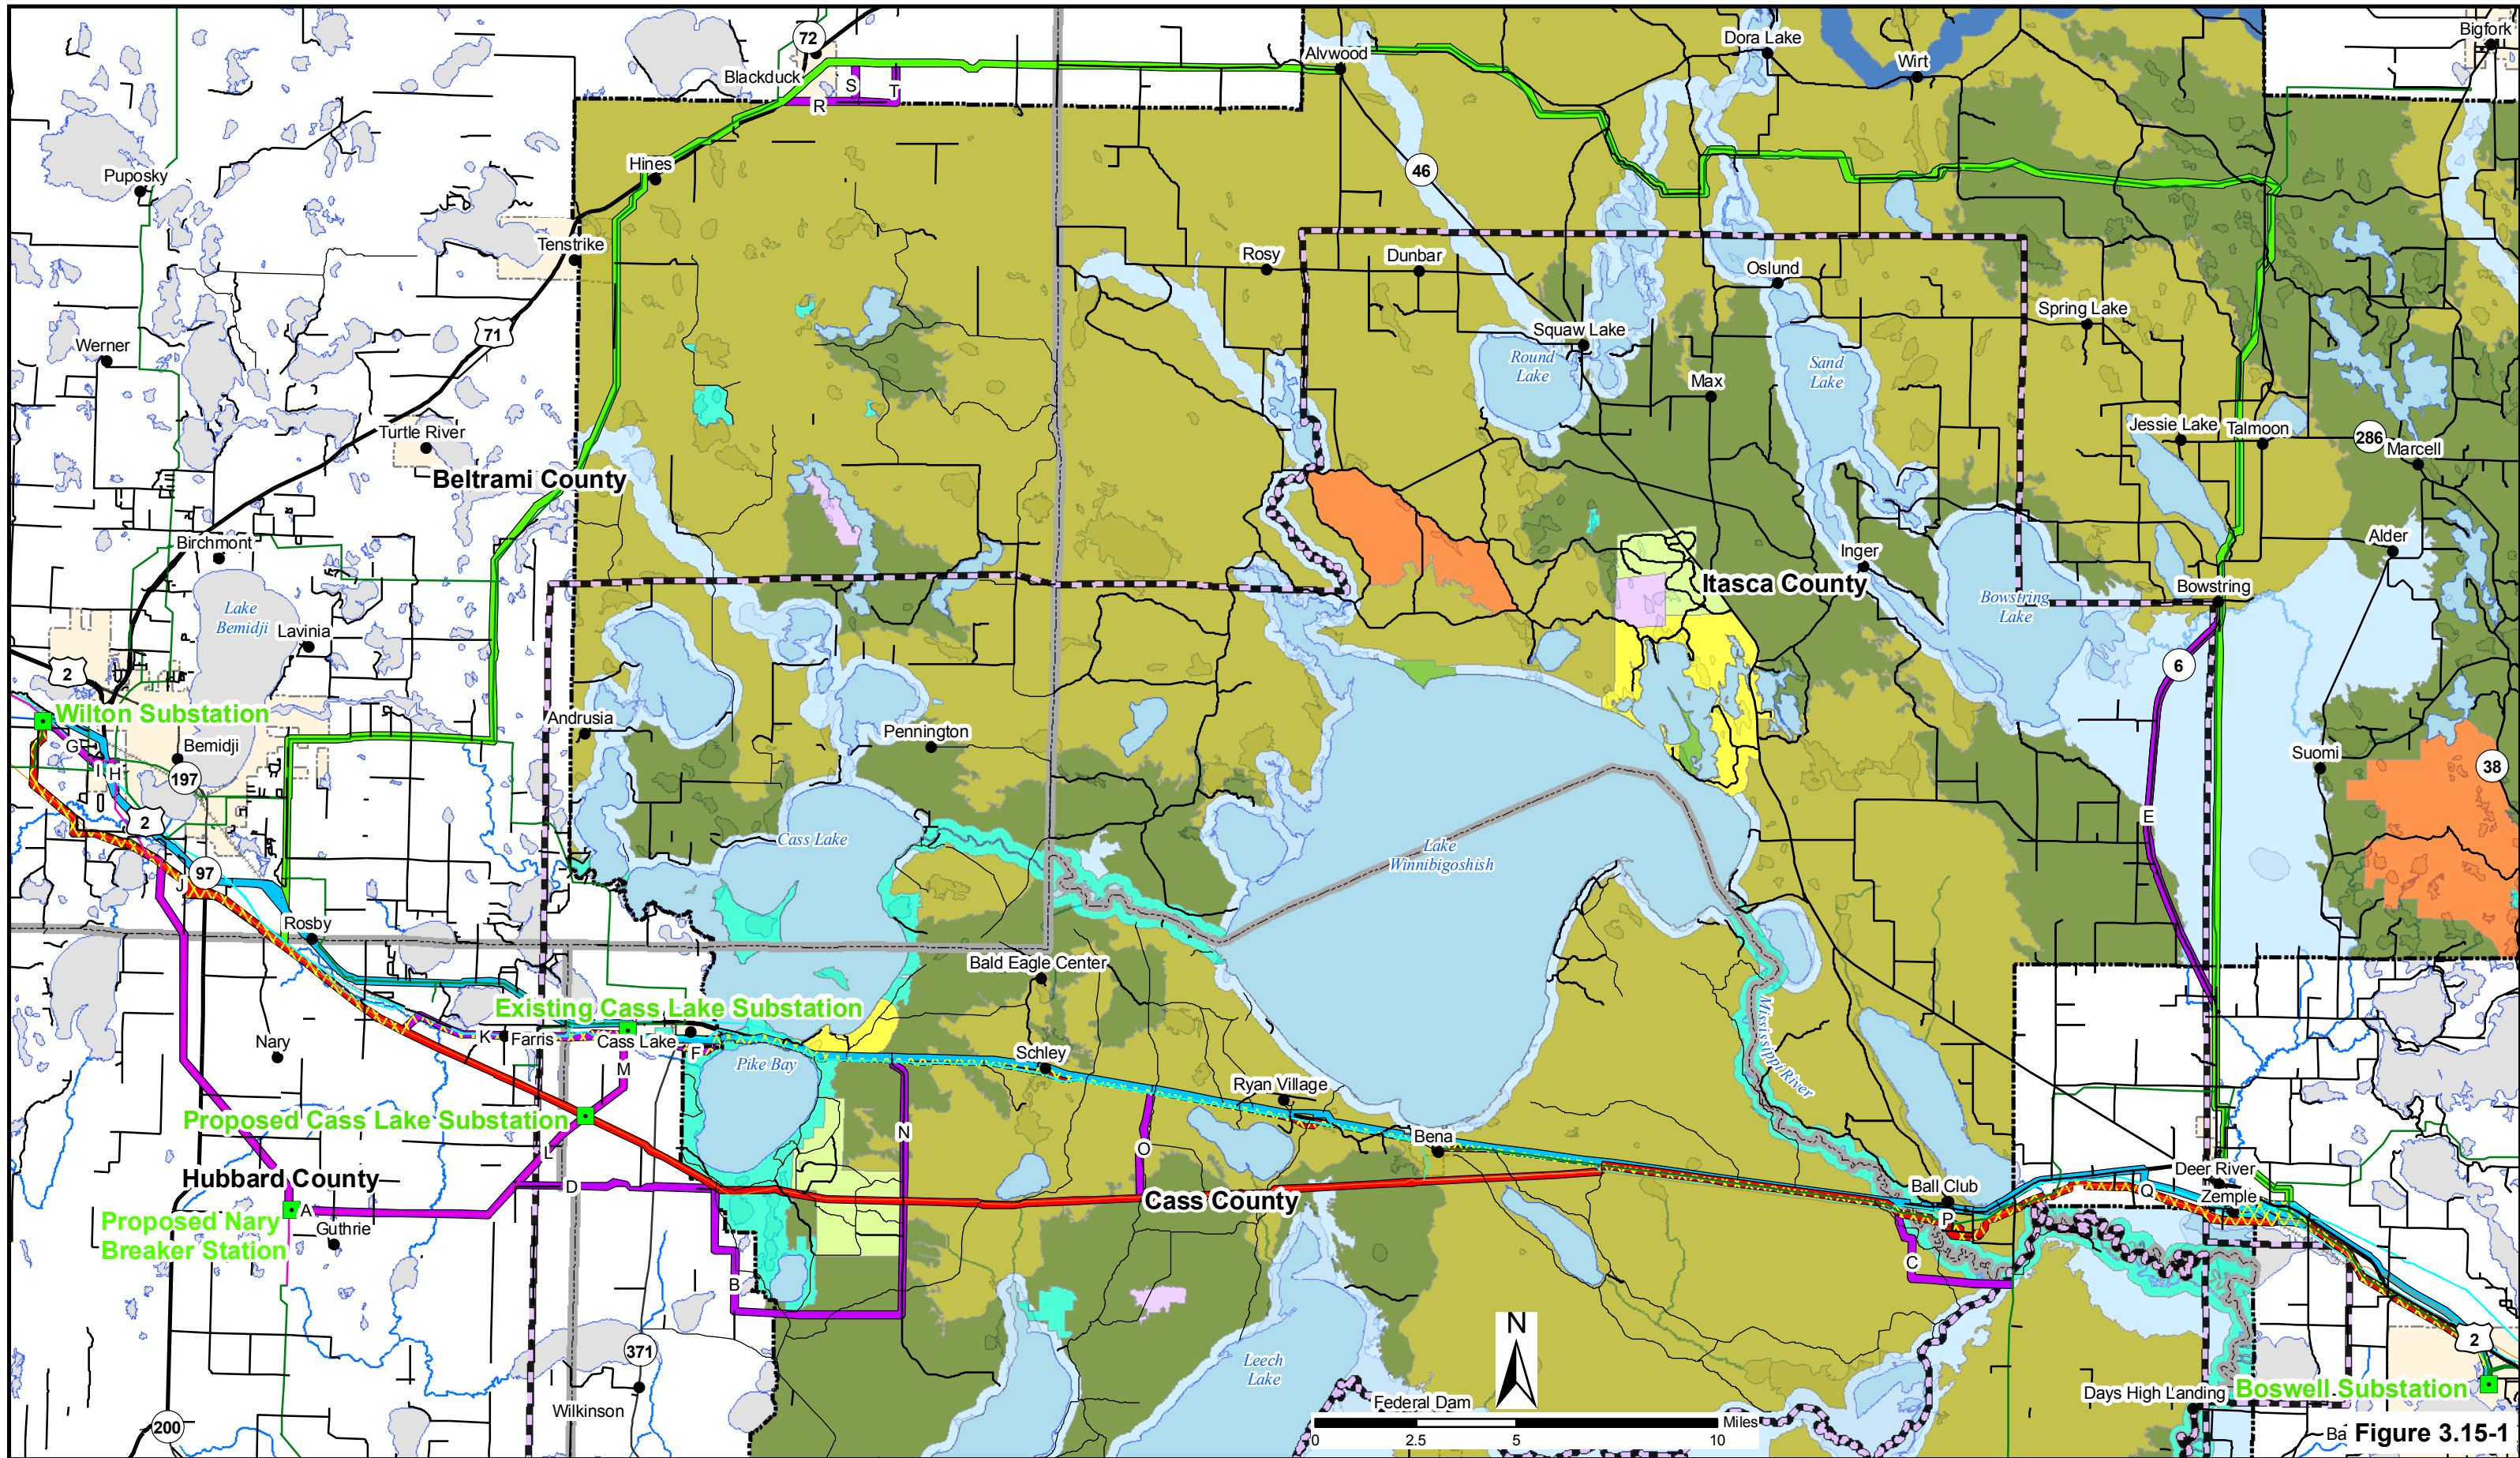 72
Blackduck
S
T
R
Alvwood
Dora Lake
Wirt
Bigfork
Hines
46
Puposky
Tenstrike
Rosy
Dunbar
Oslund
Spring Lake
71
Werner
Squaw Lake
Round
Lake
Sand
Lake
Max
Turtle River
Jessie Lake
Talmoon
286
Marcell
Beltrami County
Birchmont
Alder
Inger
Itasca County
Bowstring
Bowstring
Lake
Lake
Bemidji
Lavinia
2
6
Wilton Substation
Andrusia
G
Bemidji
Pennington
Suomi
38
I
H
197
2
E
Cass Lake
Lake
Winnibigoshish
97
J
Rosby
Bald Eagle Center
Existing Cass Lake Substation
Mississippi River
Nary
K
Farris
Cass Lake
F
Pike Bay
Schley
M
Ryan Village
Proposed Cass Lake Substation
N
Bena
O
L
Hubbard County
D
Cass County
Deer River
Ball Club
Q
Zemple
A
P
Proposed Nary
Breaker Station
Guthrie
C
B
N
371
Leech
Lake
Wilkinson
Federal Dam
Days High Landing
Boswell Substation
2
200
Miles
0
2.5
5
10
Ba
Figure 3.15-1